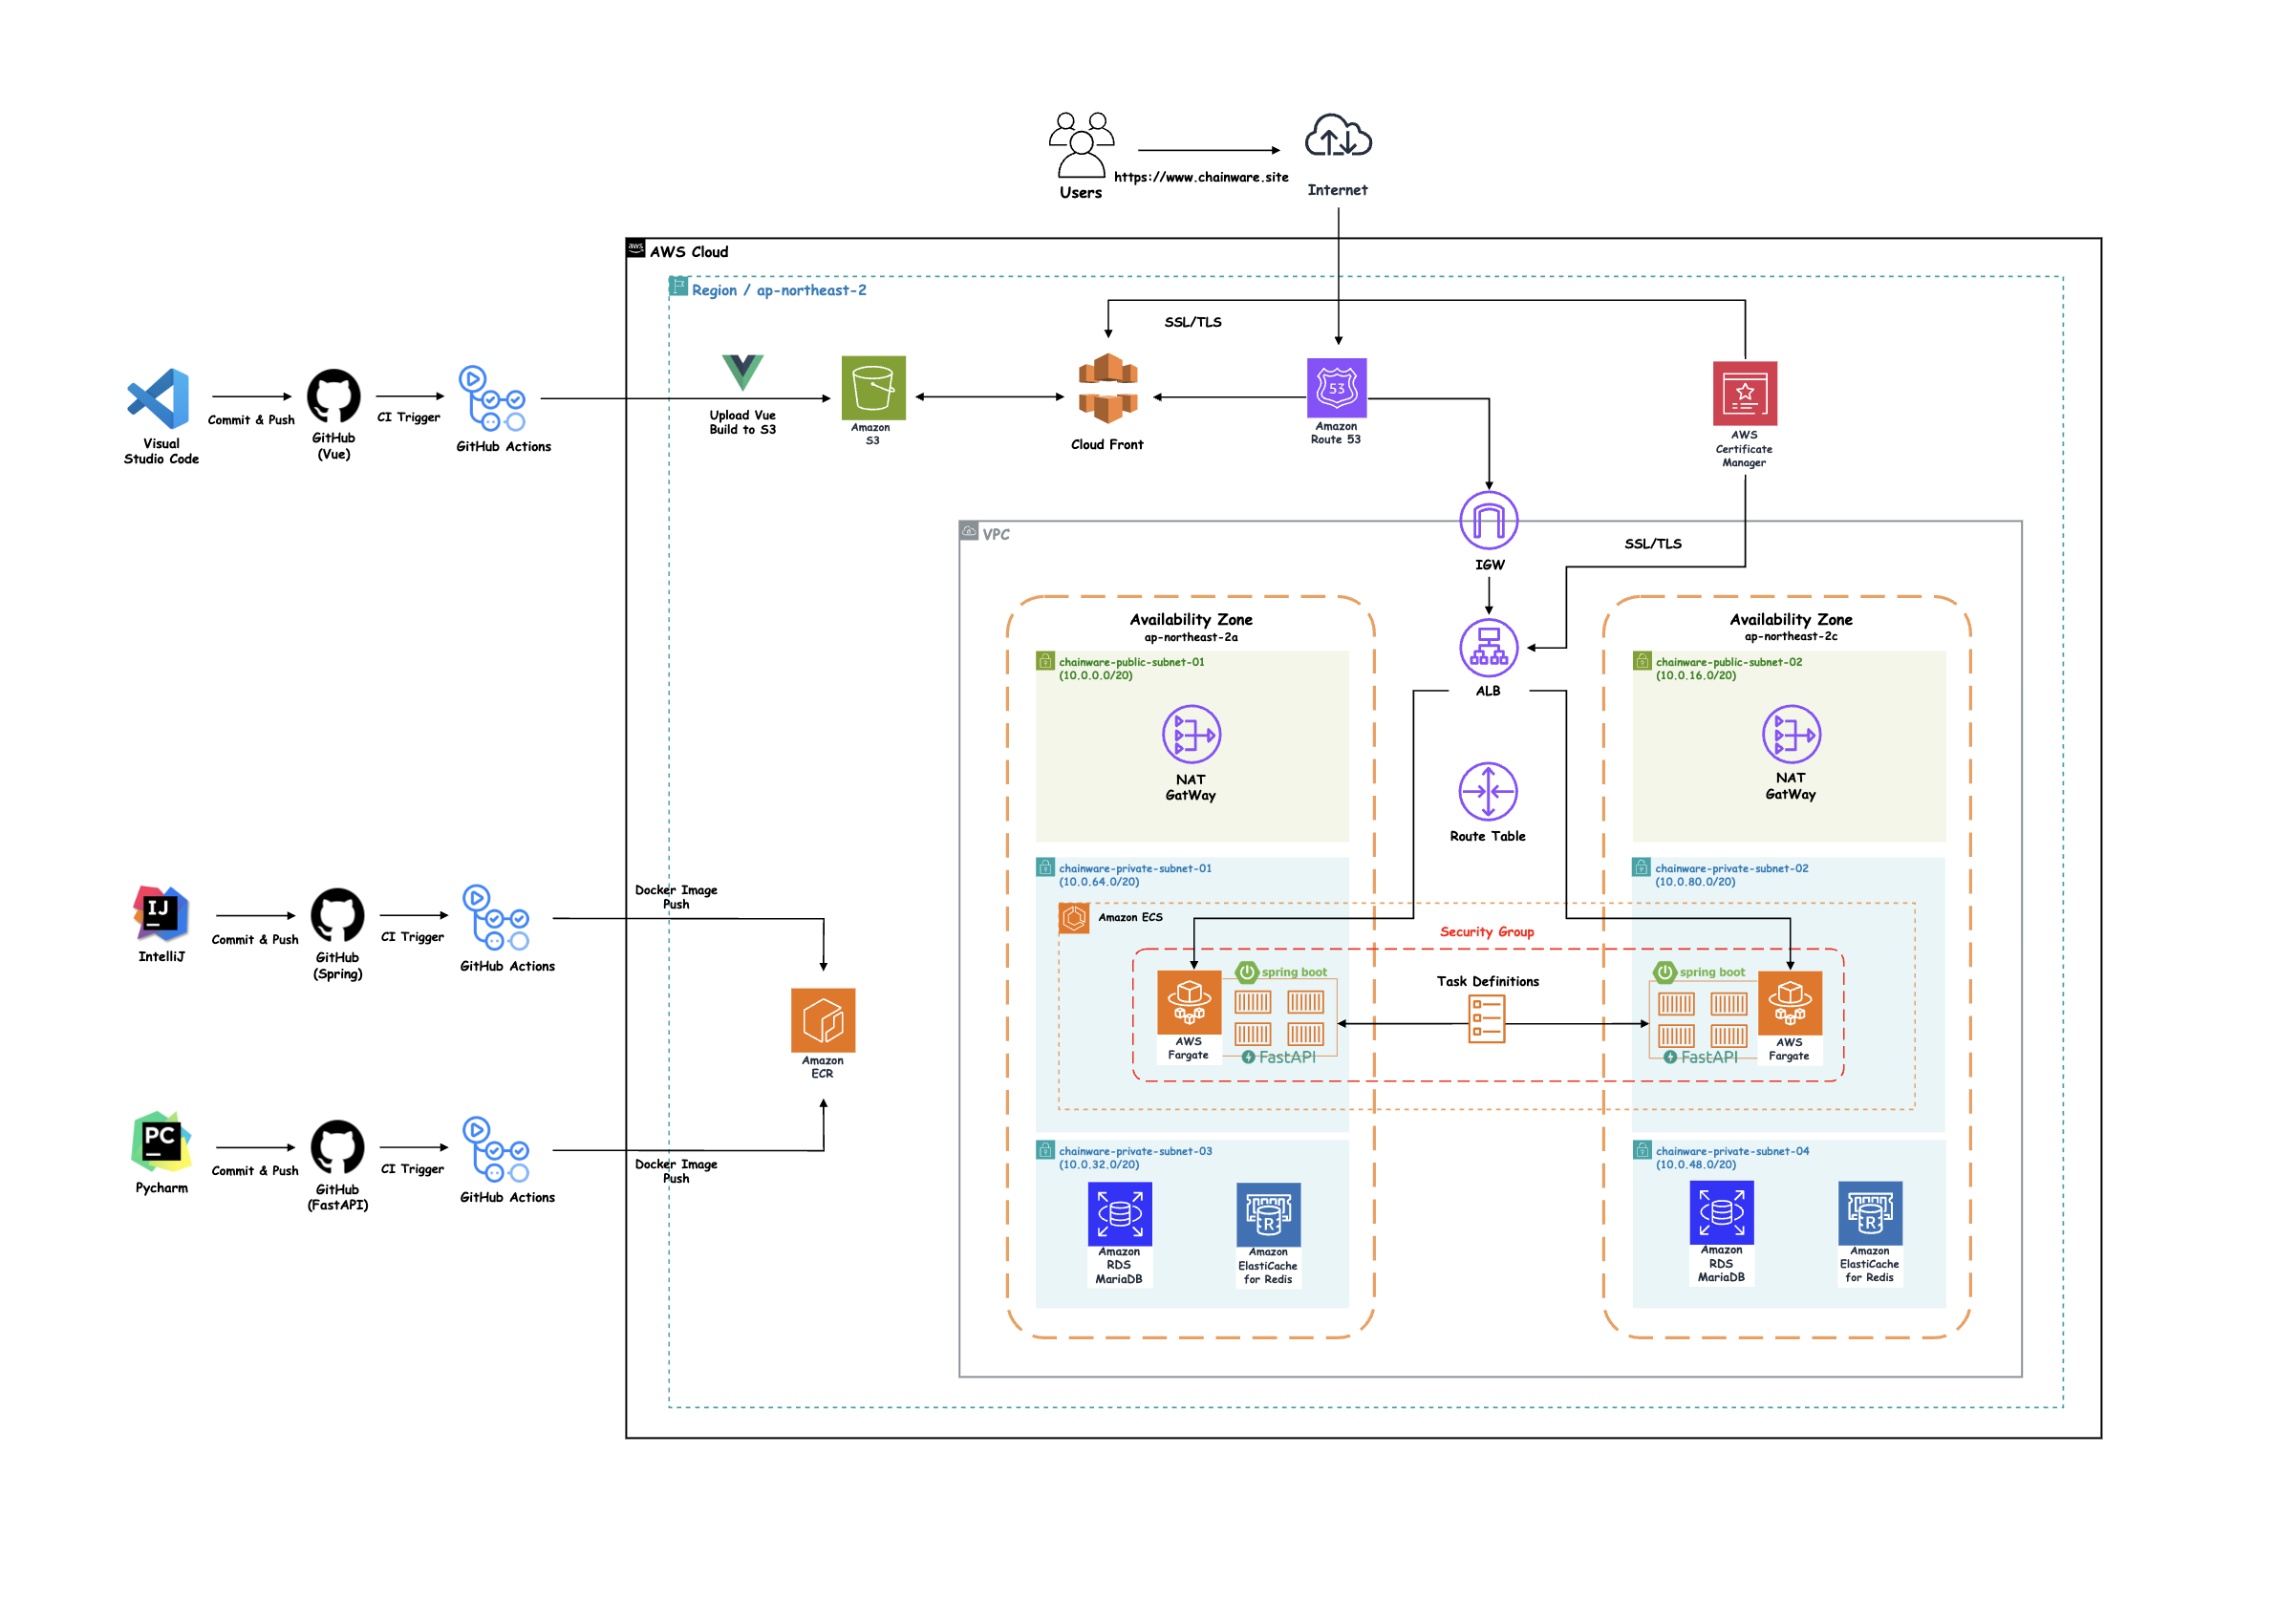 Users
https://www.chainware.site
Internet
aws
AWS Cloud
Region / ap-northeast-2
SSL/TLS
Visual
Studio Code
Commit & Push
GitHub
(Vue)
CI Trigger
GitHub Actions
Upload Vue
Build to S3
Amazon
S3
Cloud Front
53
Amazon
Route 53
AWS
Certificate
Manager
VPC
IGW
SSL/TLS
Availability Zone
ap-northeast-2a
chainware-public-subnet-01
(10.0.0.0/20)
NAT
GatWay
ALB
Route Table
Availability Zone
ap-northeast-2c
chainware-public-subnet-02
(10.0.16.0/20)
NAT
GatWay
IJ
IntelliJ
Commit & Push
GitHub
(Spring)
CI Trigger
GitHub Actions
Docker Image
Push
Amazon
ECR
PC
Pycharm
Commit & Push
GitHub
(FastAPI)
CI Trigger
GitHub Actions
Docker Image
Push
chainware-private-subnet-01
(10.0.64.0/20)
chainware-private-subnet-02
(10.0.80.0/20)
Amazon ECS
Security Group
spring boot
AWS
Fargate
FastAPI
Task Definitions
spring boot
FastAPI
AWS
Fargate
chainware-private-subnet-03
(10.0.32.0/20)
Amazon
RDS
MariaDB
R
Amazon
ElastiCache
for Redis
chainware-private-subnet-04
(10.0.48.0/20)
Amazon
RDS
MariaDB
R
Amazon
ElastiCache
for Redis